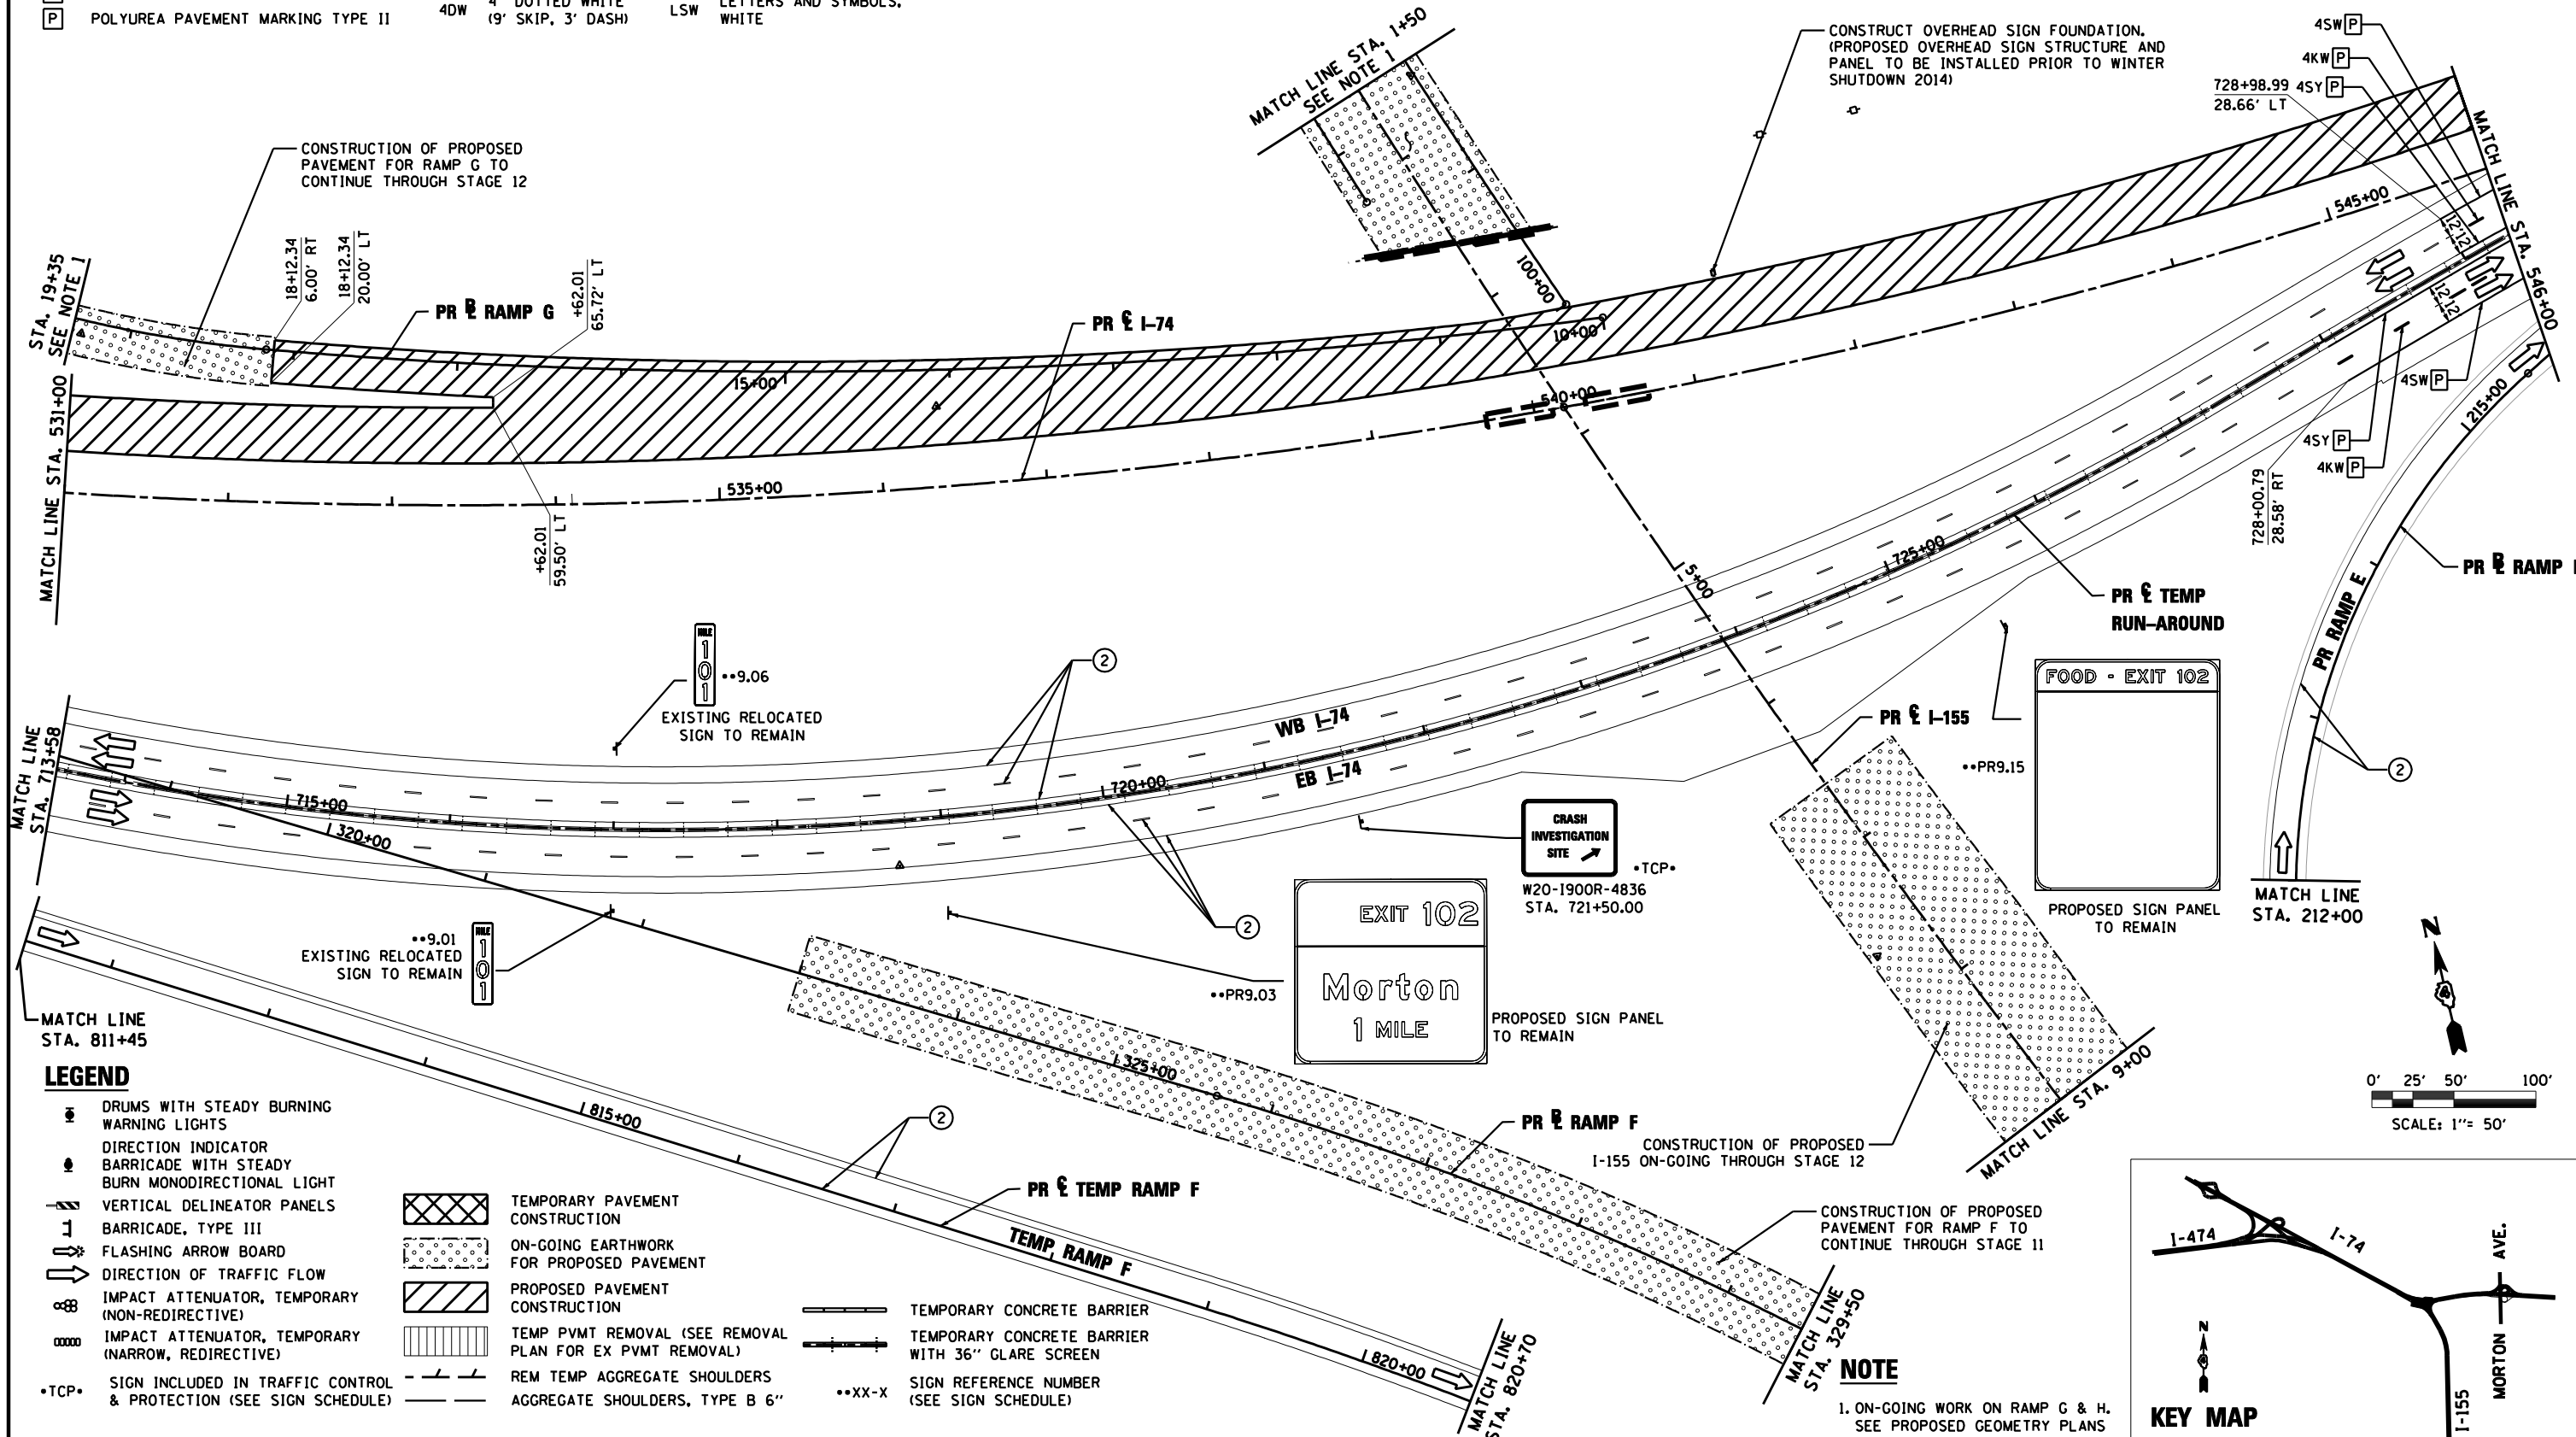 P POLYUREA PAVEMENT MARKING TYPE II
4DW 4" DOTTED WHITE
(9' SKIP, 3' DASH)
LSW LETTERS AND SYMBOLS,
WHITE
MATCH LINE STA. 1+50
SEE NOTE 1
CONSTRUCT OVERHEAD SIGN FOUNDATION.
(PROPOSED OVERHEAD SIGN STRUCTURE AND
PANEL TO BE INSTALLED PRIOR TO WINTER
SHUTDOWN 2014)
4SW P
4KW P
4SY P
728+98.99
28.66' LT
MATCH LINE STA. 546+00
CONSTRUCTION OF PROPOSED
PAVEMENT FOR RAMP G TO
CONTINUE THROUGH STAGE 12
STA. 19+35
SEE NOTE 1
18+12.34
6.00' RT
18+12.34
20.00' LT
+62.01
65.72' LT
PR ⅊ RAMP G
PR ℄ I-74
100+00
10+00
15+00
540+00
545+00
12' 12'
12' 12'
MATCH LINE STA. 531+00
535+00
+62.01
59.50' LT
4SW P
4SY P
4KW P
728+00.79
28.58' RT
215+00
PR ⅊ RAMP
PR RAMP E
5+00
725+00
PR ℄ TEMP
RUN-AROUND
MILE
101
••9.06
EXISTING RELOCATED
SIGN TO REMAIN
2
WB I-74
EB I-74
PR ℄ I-155
FOOD - EXIT 102
••PR9.15
PROPOSED SIGN PANEL
TO REMAIN
2
MATCH LINE
STA. 212+00
MATCH LINE
STA. 713+58
715+00
320+00
720+00
CRASH
INVESTIGATION
SITE
•TCP•
W20-I900R-4836
STA. 721+50.00
2
••9.01
EXISTING RELOCATED
SIGN TO REMAIN
MILE
101
EXIT 102
Morton
1 MILE
••PR9.03
PROPOSED SIGN PANEL
TO REMAIN
N
MATCH LINE
STA. 811+45
325+00
MATCH LINE STA. 9+00
0' 25' 50' 100'
SCALE: 1"= 50'
815+00
2
PR ⅊ RAMP F
CONSTRUCTION OF PROPOSED
I-155 ON-GOING THROUGH STAGE 12
PR ℄ TEMP RAMP F
TEMP RAMP F
CONSTRUCTION OF PROPOSED
PAVEMENT FOR RAMP F TO
CONTINUE THROUGH STAGE 11
820+00
MATCH LINE
STA. 820+70
MATCH LINE
STA. 329+50
LEGEND
DRUMS WITH STEADY BURNING
WARNING LIGHTS
DIRECTION INDICATOR
BARRICADE WITH STEADY
BURN MONODIRECTIONAL LIGHT
VERTICAL DELINEATOR PANELS
BARRICADE, TYPE III
FLASHING ARROW BOARD
DIRECTION OF TRAFFIC FLOW
IMPACT ATTENUATOR, TEMPORARY
(NON-REDIRECTIVE)
IMPACT ATTENUATOR, TEMPORARY
(NARROW, REDIRECTIVE)
•TCP• SIGN INCLUDED IN TRAFFIC CONTROL
& PROTECTION (SEE SIGN SCHEDULE)
TEMPORARY PAVEMENT
CONSTRUCTION
ON-GOING EARTHWORK
FOR PROPOSED PAVEMENT
PROPOSED PAVEMENT
CONSTRUCTION
TEMP PVMT REMOVAL (SEE REMOVAL
PLAN FOR EX PVMT REMOVAL)
REM TEMP AGGREGATE SHOULDERS
AGGREGATE SHOULDERS, TYPE B 6"
TEMPORARY CONCRETE BARRIER
TEMPORARY CONCRETE BARRIER
WITH 36" GLARE SCREEN
••XX-X SIGN REFERENCE NUMBER
(SEE SIGN SCHEDULE)
NOTE
1. ON-GOING WORK ON RAMP G & H.
SEE PROPOSED GEOMETRY PLANS
I-474
I-74
MORTON AVE.
I-155
N
KEY MAP